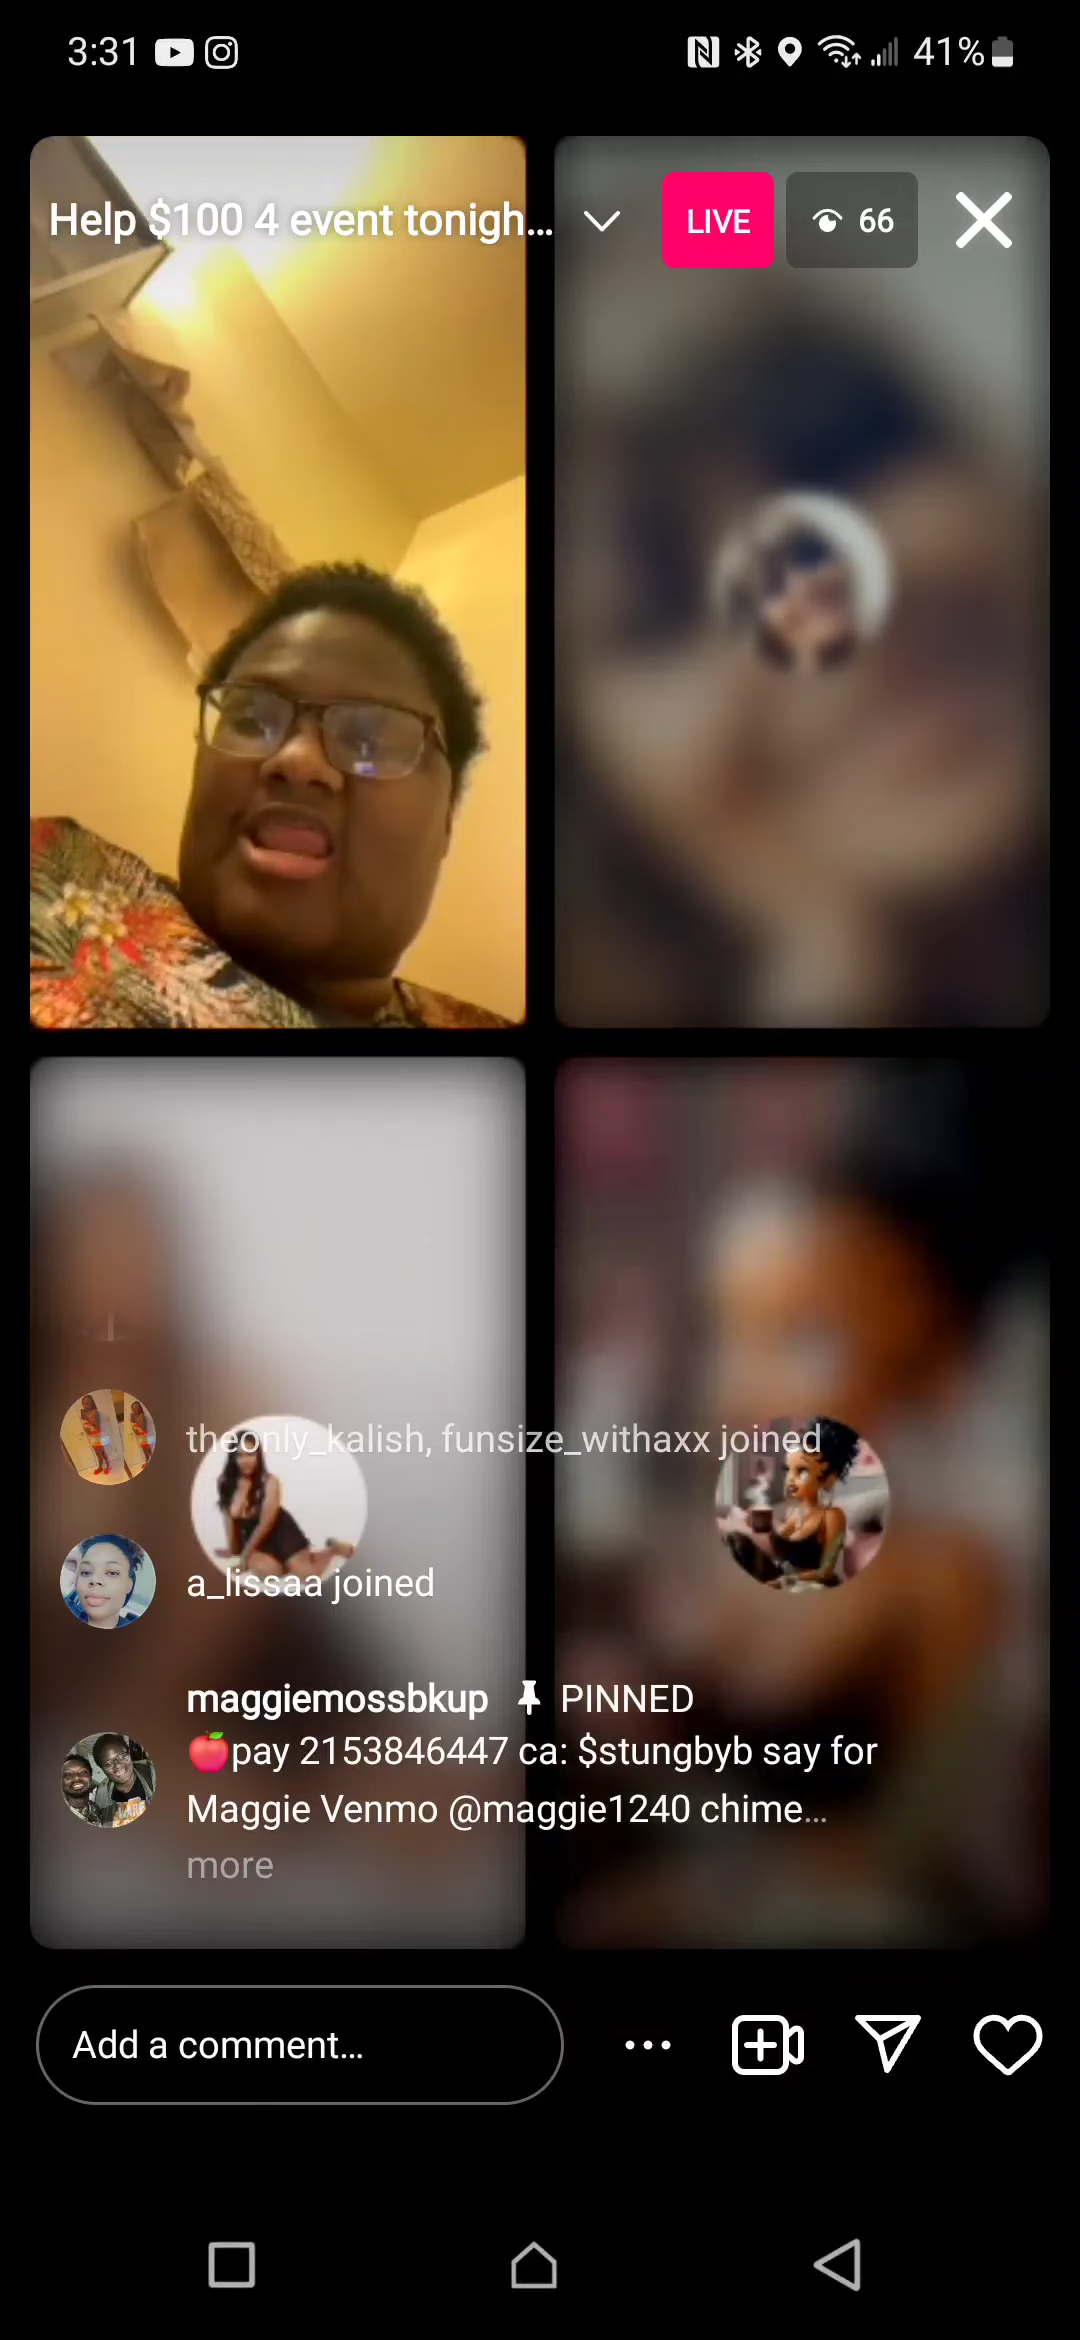 3:31
41%
Help $100 4 event tonigh...
LIVE
66
theonly_kalish, funsize_withaxx joined
a_lissaa joined
maggiemossbkup PINNED
🍎pay 2153846447 ca: $stungbyb say for
Maggie Venmo @maggie1240 chime...
more
Add a comment...